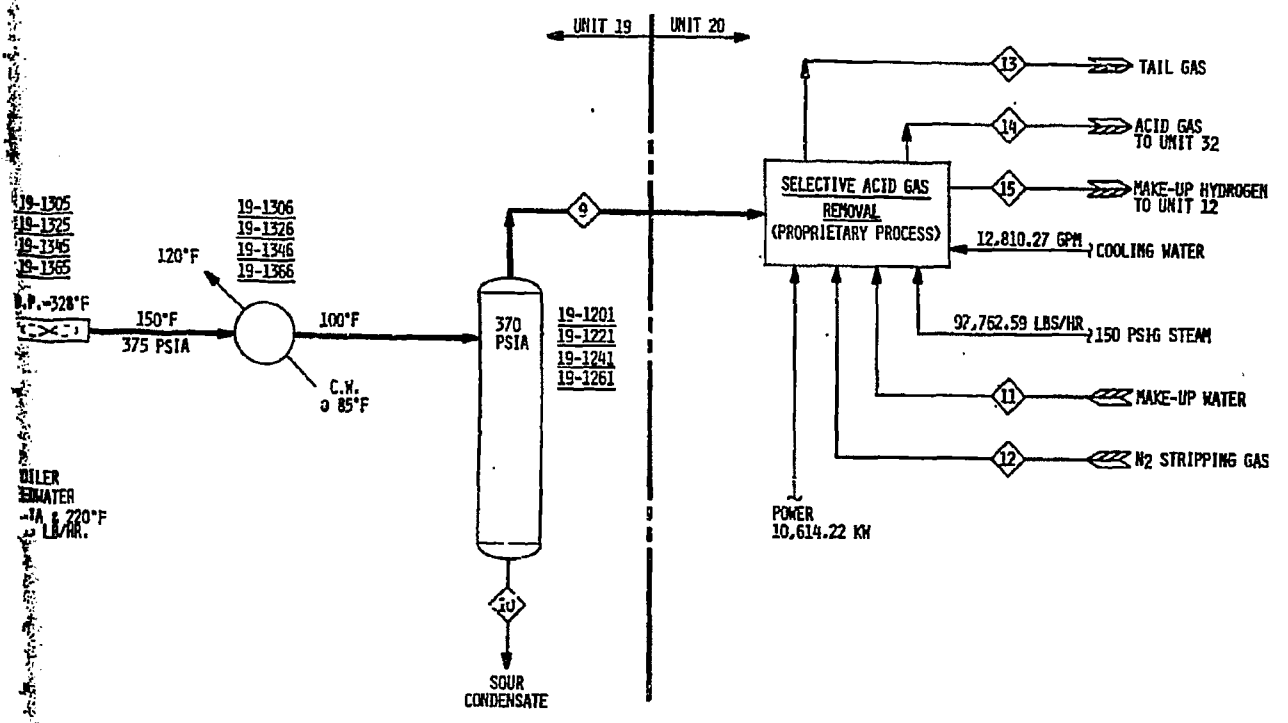 UNIT 19
UNIT 20
13
TAIL GAS
14
ACID GAS
TO UNIT 32
SELECTIVE ACID GAS
REMOVAL
(PROPRIETARY PROCESS)
15
MAKE-UP HYDROGEN
TO UNIT 12
12,810.27 GPM
COOLING WATER
19-1305
19-1325
19-1345
19-1365
19-1306
19-1326
19-1346
19-1366
9
120°F
D.P.=328°F
150°F
375 PSIA
100°F
370
PSIA
19-1201
19-1221
19-1241
19-1261
C.W.
@ 85°F
97,762.59 LBS/HR.
150 PSIG STEAM
11
MAKE-UP WATER
12
N2 STRIPPING GAS
POWER
10,614.22 KW
220°F
LB/HR.
10
SOUR
CONDENSATE